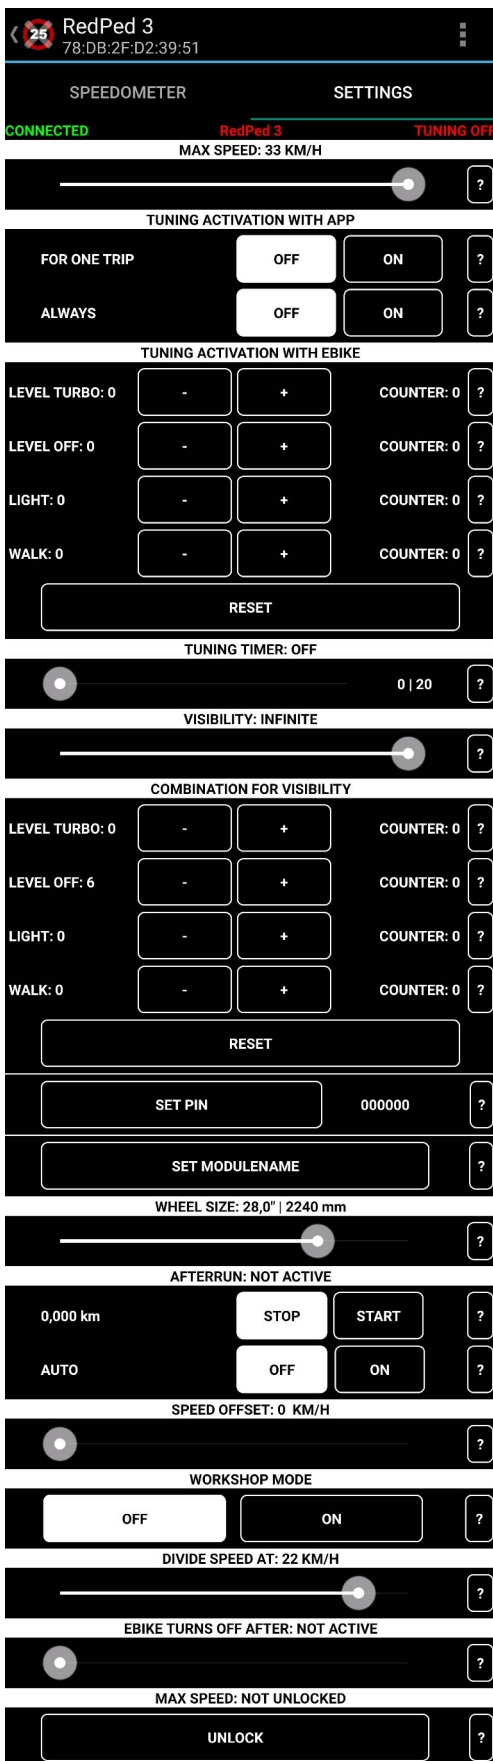 25 RedPed 3
78:DB:2F:D2:39:51
SPEEDOMETER SETTINGS
CONNECTED RedPed 3 TUNING OFF
MAX SPEED: 33 KM/H
?
TUNING ACTIVATION WITH APP
FOR ONE TRIP OFF ON ?
ALWAYS OFF ON ?
TUNING ACTIVATION WITH EBIKE
LEVEL TURBO: 0 - + COUNTER: 0 ?
LEVEL OFF: 0 - + COUNTER: 0 ?
LIGHT: 0 - + COUNTER: 0 ?
WALK: 0 - + COUNTER: 0 ?
RESET
TUNING TIMER: OFF
0 | 20 ?
VISIBILITY: INFINITE
?
COMBINATION FOR VISIBILITY
LEVEL TURBO: 0 - + COUNTER: 0 ?
LEVEL OFF: 6 - + COUNTER: 0 ?
LIGHT: 0 - + COUNTER: 0 ?
WALK: 0 - + COUNTER: 0 ?
RESET
SET PIN 000000 ?
SET MODULENAME ?
WHEEL SIZE: 28,0" | 2240 mm
?
AFTERRUN: NOT ACTIVE
0,000 km STOP START ?
AUTO OFF ON ?
SPEED OFFSET: 0 KM/H
?
WORKSHOP MODE
OFF ON ?
DIVIDE SPEED AT: 22 KM/H
?
EBIKE TURNS OFF AFTER: NOT ACTIVE
?
MAX SPEED: NOT UNLOCKED
UNLOCK ?